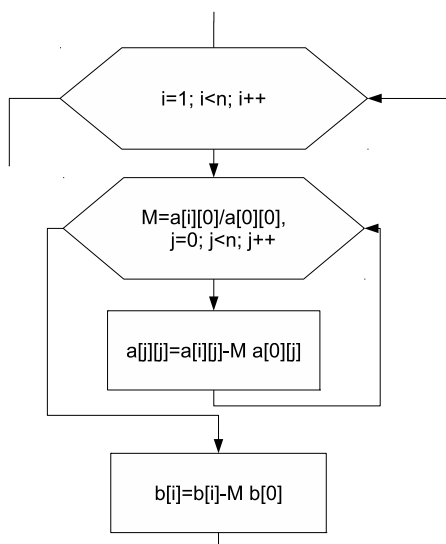 i=1; i<n; i++
M=a[i][0]/a[0][0],
j=0; j<n; j++
a[j][j]=a[i][j]-M a[0][j]
b[i]=b[i]-M b[0]